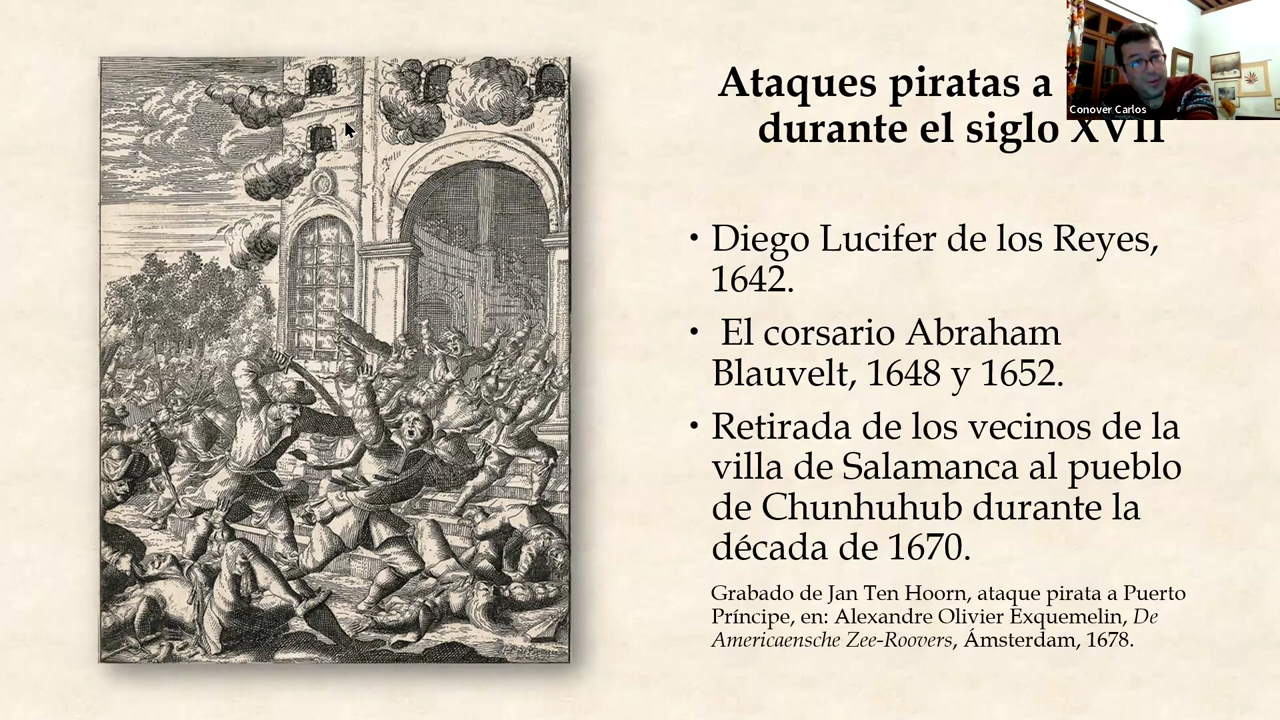 Ataques piratas a
durante el siglo XVII
Conover Carlos
• Diego Lucifer de los Reyes,
1642.
• El corsario Abraham
Blauvelt, 1648 y 1652.
• Retirada de los vecinos de la
villa de Salamanca al pueblo
de Chunhuhub durante la
década de 1670.
Grabado de Jan Ten Hoorn, ataque pirata a Puerto
Príncipe, en: Alexandre Olivier Exquemelin, De
Americaensche Zee-Roovers, Ámsterdam, 1678.